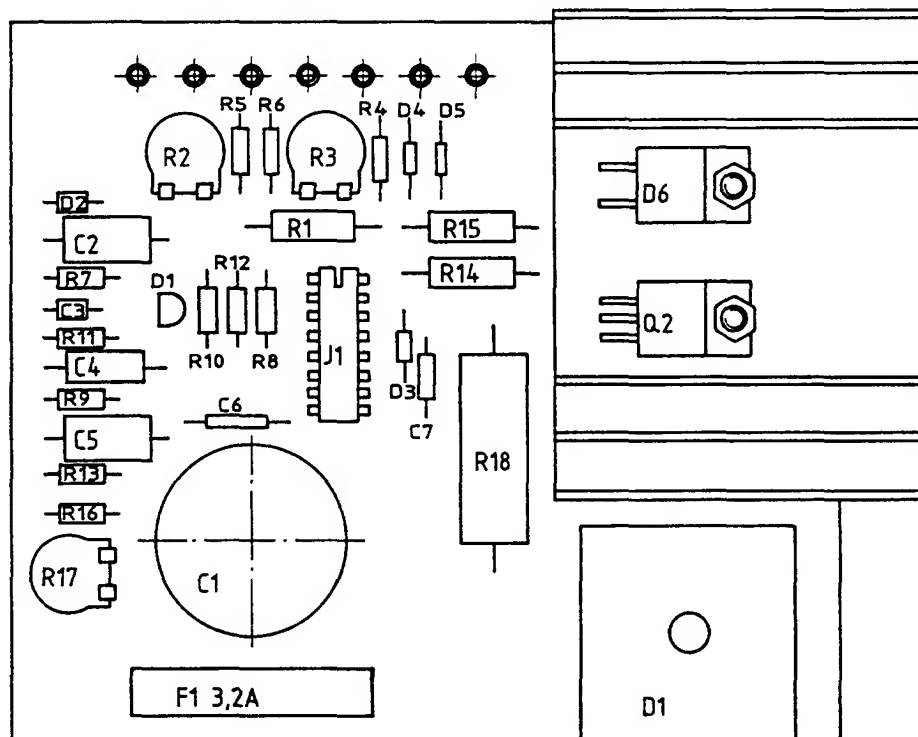 R5 R6 R4 D4 D5
R2
R3
D2
C2
R1
R15
D6
R7
D1
R12
R14
C3
R11
R10
R8
J1
Q2
C4
R9
D3
C6
C7
C5
R18
R13
R16
R17
C1
F1 3,2A
D1